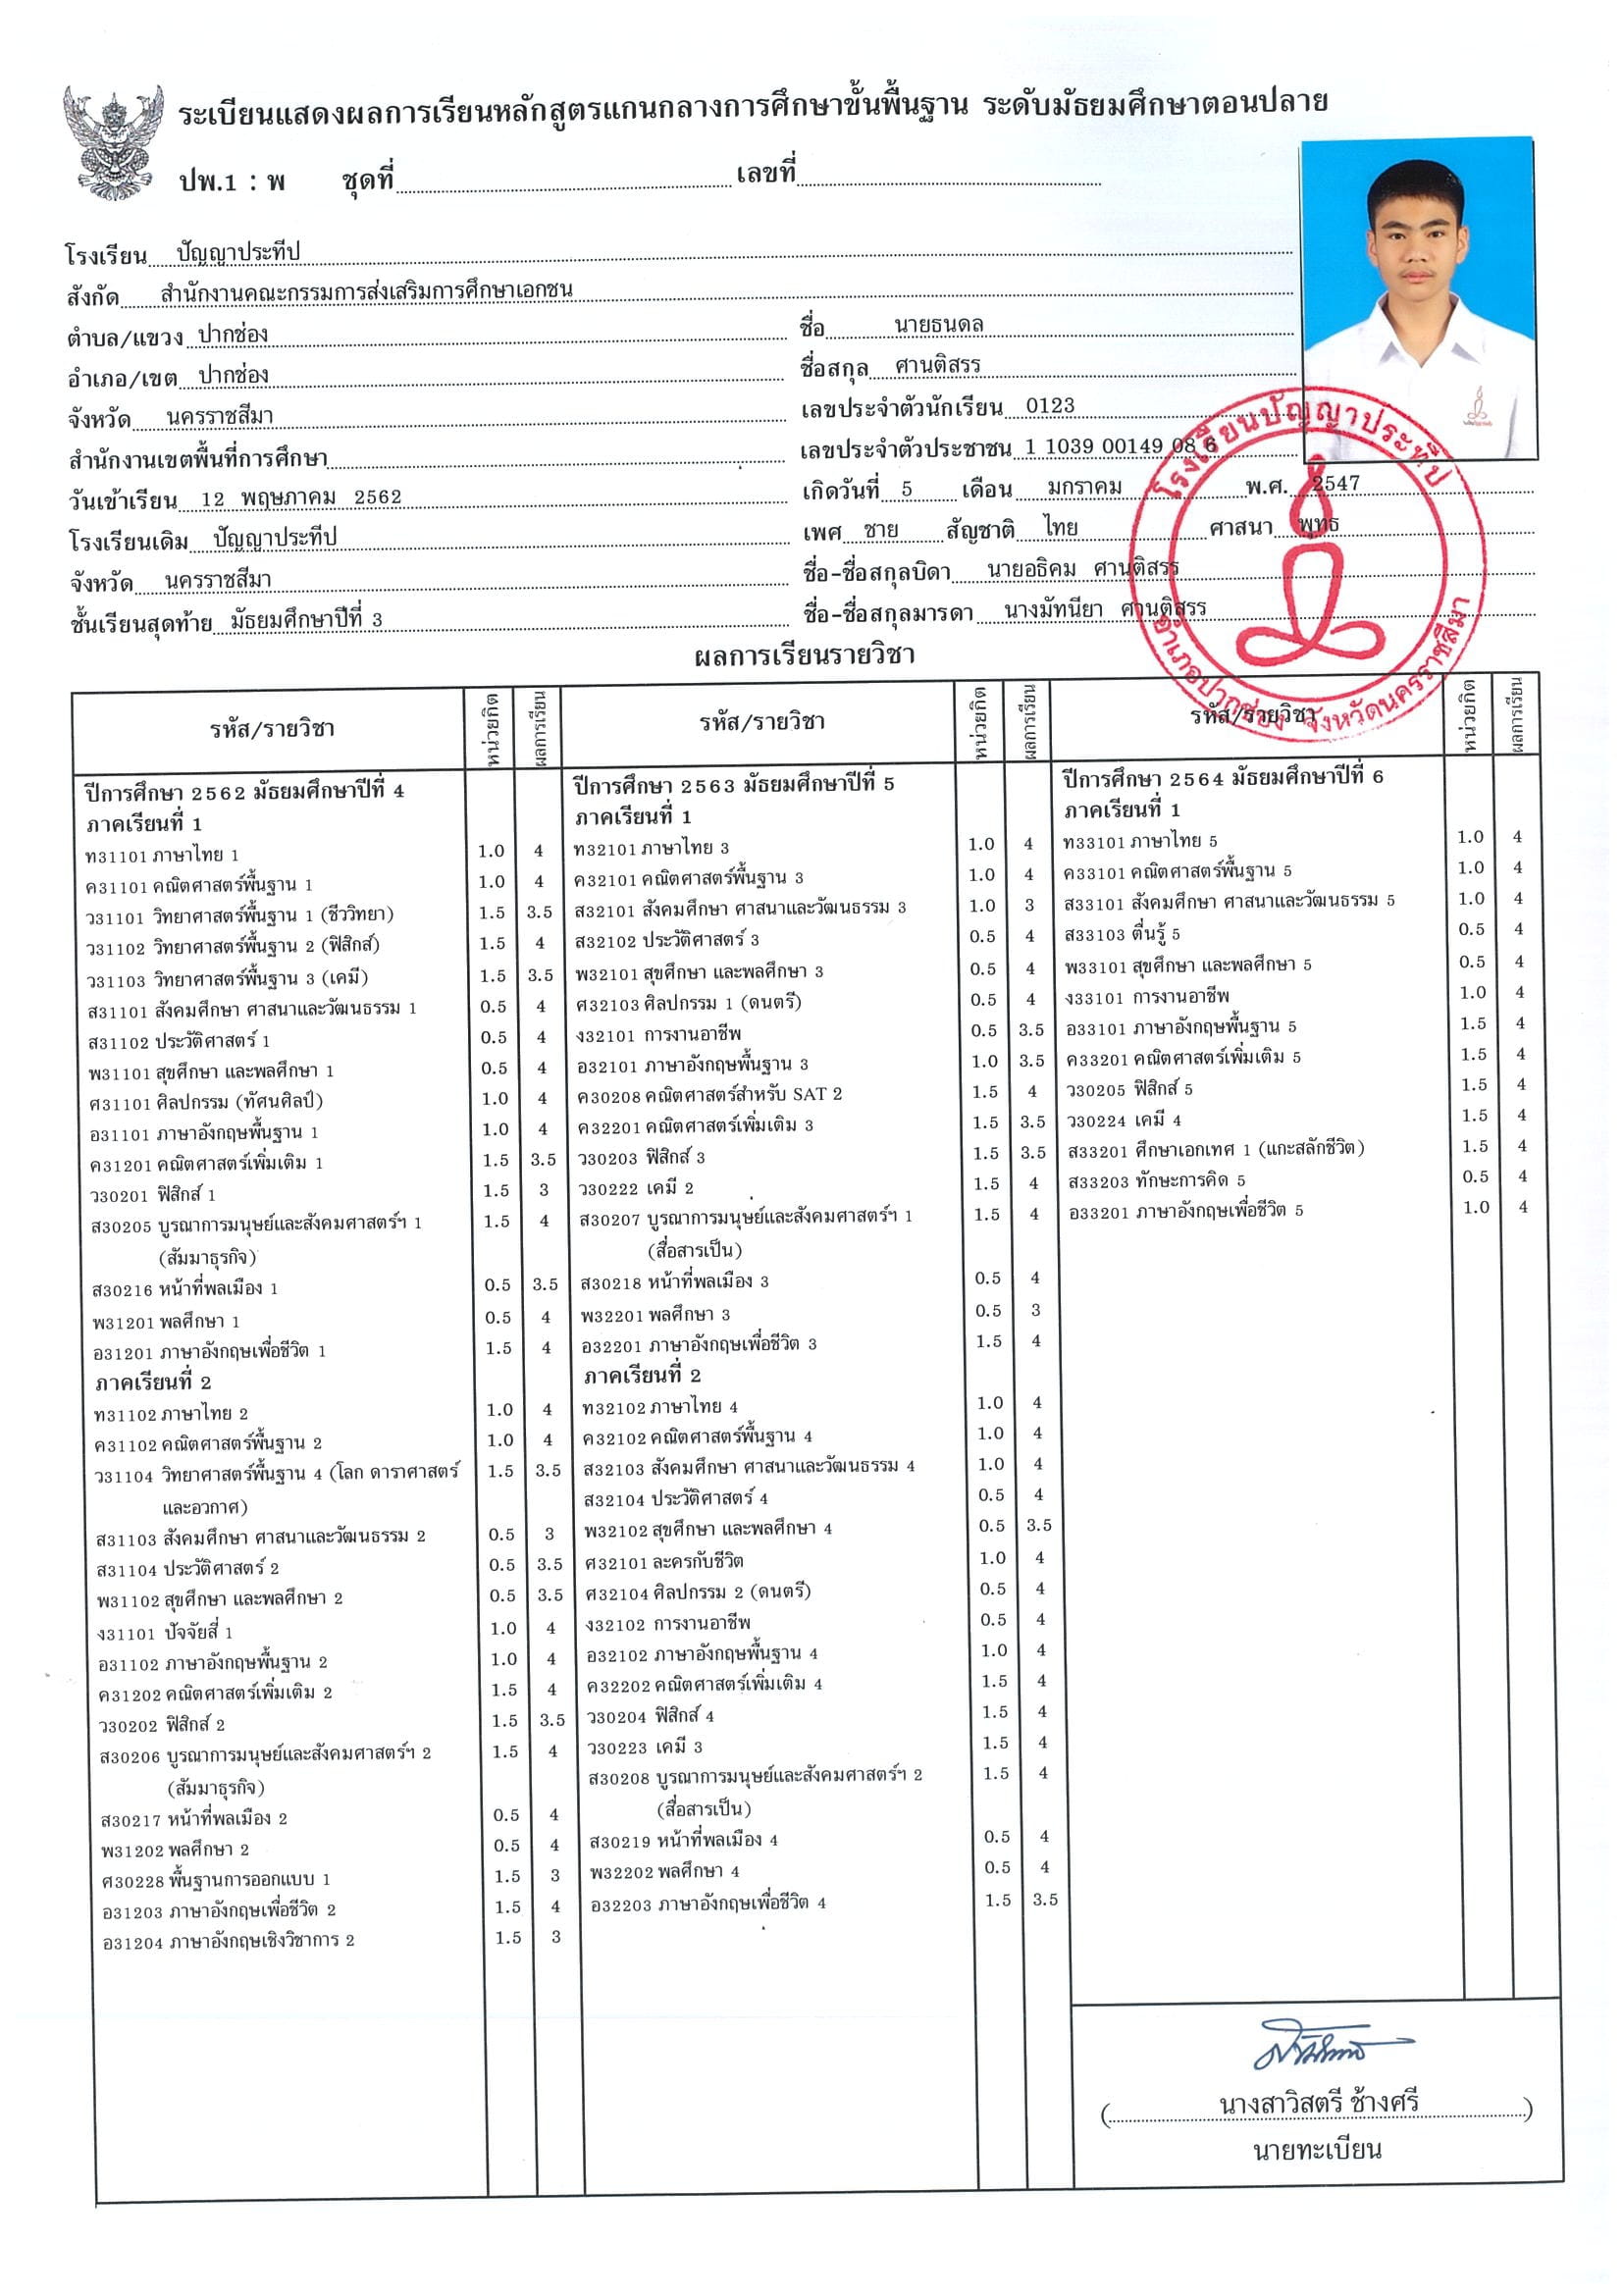 ระเบียนแสดงผลการเรียนหลักสูตรแกนกลางการศึกษาขั้นพื้นฐาน ระดับมัธยมศึกษาตอนปลาย
ปพ.1 : พ ชุดที่ เลขที่
โรงเรียน ปัญญาประทีป
สังกัด สำนักงานคณะกรรมการส่งเสริมการศึกษาเอกชน
ตำบล/แขวง ปากช่อง
อำเภอ/เขต ปากช่อง
จังหวัด นครราชสีมา
สำนักงานเขตพื้นที่การศึกษา
วันเข้าเรียน 12 พฤษภาคม 2562
โรงเรียนเดิม ปัญญาประทีป
จังหวัด นครราชสีมา
ชั้นเรียนสุดท้าย มัธยมศึกษาปีที่ 3
ชื่อ นายธนดล
ชื่อสกุล ศานติสรร
เลขประจำตัวนักเรียน 0123
เลขประจำตัวประชาชน 1 1039 00149 08 6
เกิดวันที่ 5 เดือน มกราคม พ.ศ. 2547
เพศ ชาย สัญชาติ ไทย ศาสนา พุทธ
ชื่อ-ชื่อสกุลบิดา นายอธิคม ศานติสรร
ชื่อ-ชื่อสกุลมารดา นางมัทนียา ศานติสรร
โรงเรียนปัญญาประทีป
อำเภอปากช่อง จังหวัดนครราชสีมา
ผลการเรียนรายวิชา
รหัส/รายวิชา หน่วยกิต ผลการเรียน
ปีการศึกษา 2562 มัธยมศึกษาปีที่ 4
ภาคเรียนที่ 1
ท31101 ภาษาไทย 1 1.0 4
ค31101 คณิตศาสตร์พื้นฐาน 1 1.0 4
ว31101 วิทยาศาสตร์พื้นฐาน 1 (ชีววิทยา) 1.5 3.5
ว31102 วิทยาศาสตร์พื้นฐาน 2 (ฟิสิกส์) 1.5 4
ว31103 วิทยาศาสตร์พื้นฐาน 3 (เคมี) 1.5 3.5
ส31101 สังคมศึกษา ศาสนาและวัฒนธรรม 1 0.5 4
ส31102 ประวัติศาสตร์ 1 0.5 4
พ31101 สุขศึกษา และพลศึกษา 1 0.5 4
ศ31101 ศิลปกรรม (ทัศนศิลป์) 1.0 4
อ31101 ภาษาอังกฤษพื้นฐาน 1 1.0 4
ค31201 คณิตศาสตร์เพิ่มเติม 1 1.5 3.5
ว30201 ฟิสิกส์ 1 1.5 3
ส30205 บูรณาการมนุษย์และสังคมศาสตร์ฯ 1 1.5 4
(สัมมาธุรกิจ)
ส30216 หน้าที่พลเมือง 1 0.5 3.5
พ31201 พลศึกษา 1 0.5 4
อ31201 ภาษาอังกฤษเพื่อชีวิต 1 1.5 4
ภาคเรียนที่ 2
ท31102 ภาษาไทย 2 1.0 4
ค31102 คณิตศาสตร์พื้นฐาน 2 1.0 4
ว31104 วิทยาศาสตร์พื้นฐาน 4 (โลก ดาราศาสตร์ 1.5 3.5
และอวกาศ)
ส31103 สังคมศึกษา ศาสนาและวัฒนธรรม 2 0.5 3
ส31104 ประวัติศาสตร์ 2 0.5 3.5
พ31102 สุขศึกษา และพลศึกษา 2 0.5 3.5
ง31101 ปัจจัยสี่ 1 1.0 4
อ31102 ภาษาอังกฤษพื้นฐาน 2 1.0 4
ค31202 คณิตศาสตร์เพิ่มเติม 2 1.5 4
ว30202 ฟิสิกส์ 2 1.5 3.5
ส30206 บูรณาการมนุษย์และสังคมศาสตร์ฯ 2 1.5 4
(สัมมาธุรกิจ)
ส30217 หน้าที่พลเมือง 2 0.5 4
พ31202 พลศึกษา 2 0.5 4
ศ30228 พื้นฐานการออกแบบ 1 1.5 3
อ31203 ภาษาอังกฤษเพื่อชีวิต 2 1.5 4
อ31204 ภาษาอังกฤษเชิงวิชาการ 2 1.5 3
รหัส/รายวิชา หน่วยกิต ผลการเรียน
ปีการศึกษา 2563 มัธยมศึกษาปีที่ 5
ภาคเรียนที่ 1
ท32101 ภาษาไทย 3 1.0 4
ค32101 คณิตศาสตร์พื้นฐาน 3 1.0 4
ส32101 สังคมศึกษา ศาสนาและวัฒนธรรม 3 1.0 3
ส32102 ประวัติศาสตร์ 3 0.5 4
พ32101 สุขศึกษา และพลศึกษา 3 0.5 4
ศ32103 ศิลปกรรม 1 (ดนตรี) 0.5 4
ง32101 การงานอาชีพ 0.5 3.5
อ32101 ภาษาอังกฤษพื้นฐาน 3 1.0 3.5
ค30208 คณิตศาสตร์สำหรับ SAT 2 1.5 4
ค32201 คณิตศาสตร์เพิ่มเติม 3 1.5 3.5
ว30203 ฟิสิกส์ 3 1.5 3.5
ว30222 เคมี 2 1.5 4
ส30207 บูรณาการมนุษย์และสังคมศาสตร์ฯ 1 1.5 4
(สื่อสารเป็น)
ส30218 หน้าที่พลเมือง 3 0.5 4
พ32201 พลศึกษา 3 0.5 3
อ32201 ภาษาอังกฤษเพื่อชีวิต 3 1.5 4
ภาคเรียนที่ 2
ท32102 ภาษาไทย 4 1.0 4
ค32102 คณิตศาสตร์พื้นฐาน 4 1.0 4
ส32103 สังคมศึกษา ศาสนาและวัฒนธรรม 4 1.0 4
ส32104 ประวัติศาสตร์ 4 0.5 4
พ32102 สุขศึกษา และพลศึกษา 4 0.5 3.5
ศ32101 ละครกับชีวิต 1.0 4
ศ32104 ศิลปกรรม 2 (ดนตรี) 0.5 4
ง32102 การงานอาชีพ 0.5 4
อ32102 ภาษาอังกฤษพื้นฐาน 4 1.0 4
ค32202 คณิตศาสตร์เพิ่มเติม 4 1.5 4
ว30204 ฟิสิกส์ 4 1.5 4
ว30223 เคมี 3 1.5 4
ส30208 บูรณาการมนุษย์และสังคมศาสตร์ฯ 2 1.5 4
(สื่อสารเป็น)
ส30219 หน้าที่พลเมือง 4 0.5 4
พ32202 พลศึกษา 4 0.5 4
อ32203 ภาษาอังกฤษเพื่อชีวิต 4 1.5 3.5
รหัส/รายวิชา หน่วยกิต ผลการเรียน
ปีการศึกษา 2564 มัธยมศึกษาปีที่ 6
ภาคเรียนที่ 1
ท33101 ภาษาไทย 5 1.0 4
ค33101 คณิตศาสตร์พื้นฐาน 5 1.0 4
ส33101 สังคมศึกษา ศาสนาและวัฒนธรรม 5 1.0 4
ส33103 ตื่นรู้ 5 0.5 4
พ33101 สุขศึกษา และพลศึกษา 5 0.5 4
ง33101 การงานอาชีพ 1.0 4
อ33101 ภาษาอังกฤษพื้นฐาน 5 1.5 4
ค33201 คณิตศาสตร์เพิ่มเติม 5 1.5 4
ว30205 ฟิสิกส์ 5 1.5 4
ว30224 เคมี 4 1.5 4
ส33201 ศึกษาเอกเทศ 1 (แกะสลักชีวิต) 1.5 4
ส33203 ทักษะการคิด 5 0.5 4
อ33201 ภาษาอังกฤษเพื่อชีวิต 5 1.0 4
(นางสาวิสตรี ช้างศรี)
นายทะเบียน